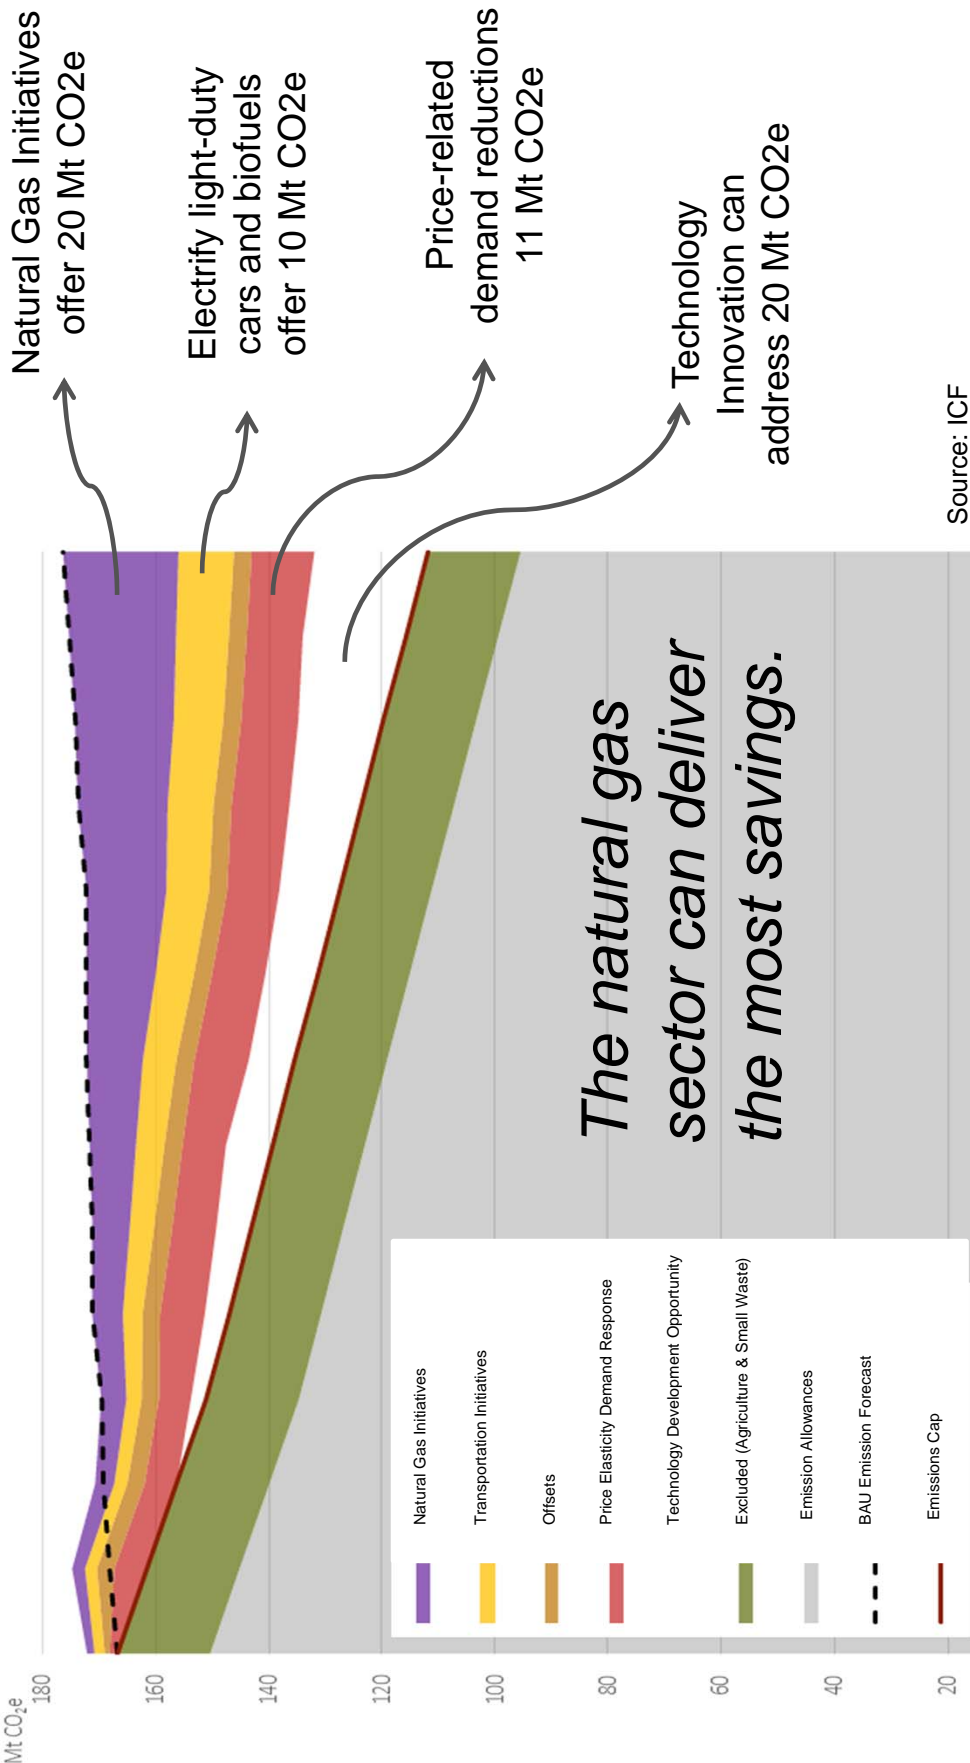 Mt CO2e
180
160
140
120
100
80
60
40
20
Natural Gas Initiatives
offer 20 Mt CO2e
Electrify light-duty
cars and biofuels
offer 10 Mt CO2e
Price-related
demand reductions
11 Mt CO2e
Technology
Innovation can
address 20 Mt CO2e
The natural gas
sector can deliver
the most savings.
Natural Gas Initiatives
Transportation Initiatives
Offsets
Price Elasticity Demand Response
Technology Development Opportunity
Excluded (Agriculture & Small Waste)
Emission Allowances
BAU Emission Forecast
Emissions Cap
Source: ICF